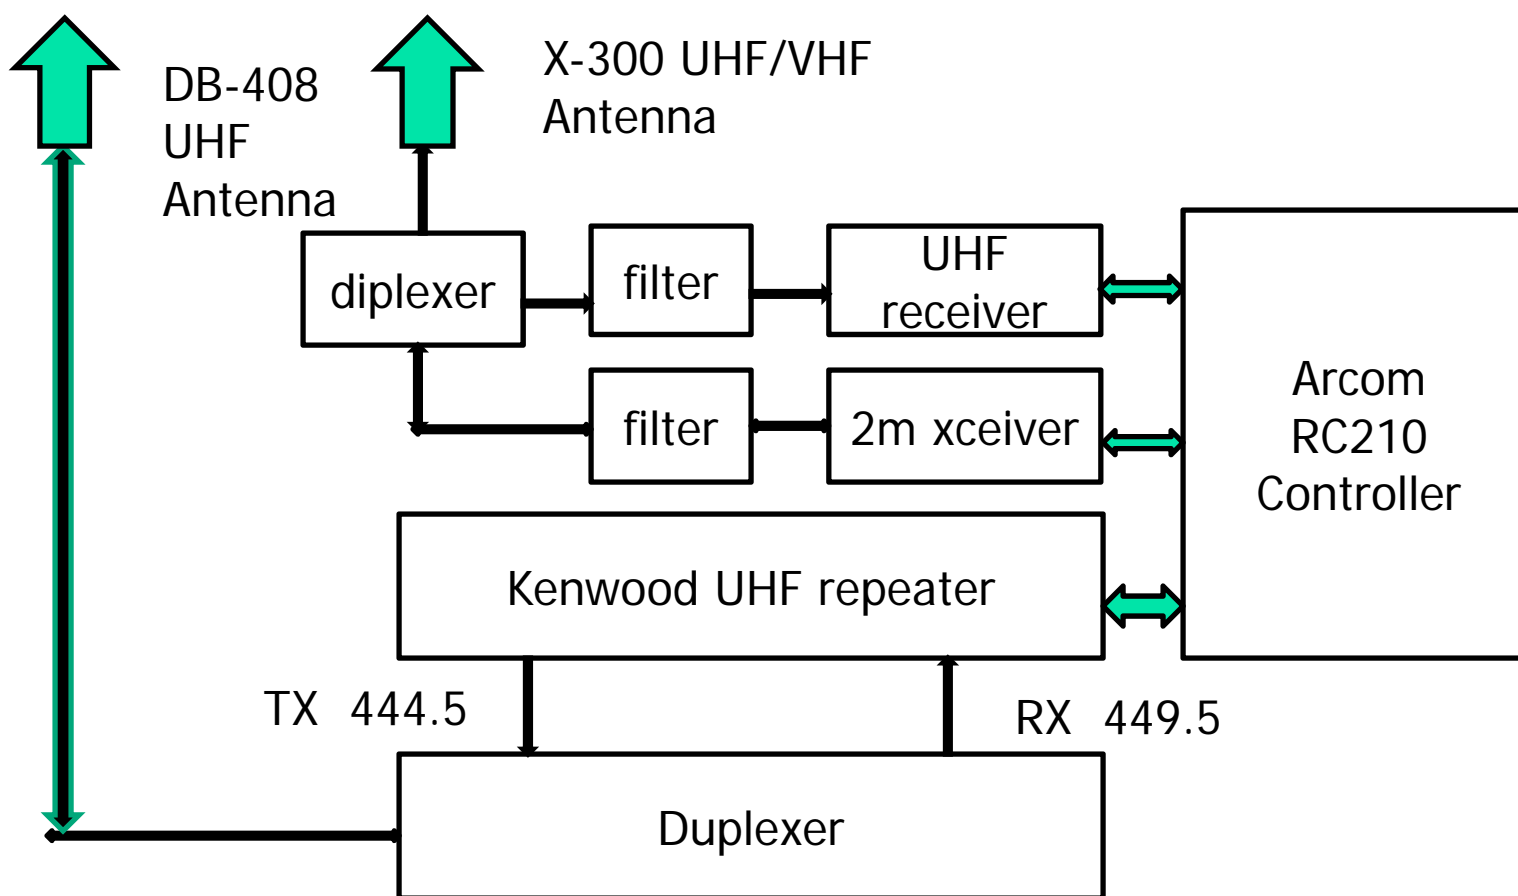 DB-408
UHF
Antenna
X-300 UHF/VHF
Antenna
diplexer
filter
UHF
receiver
filter
2m xceiver
Arcom
RC210
Controller
Kenwood UHF repeater
TX 444.5
RX 449.5
Duplexer